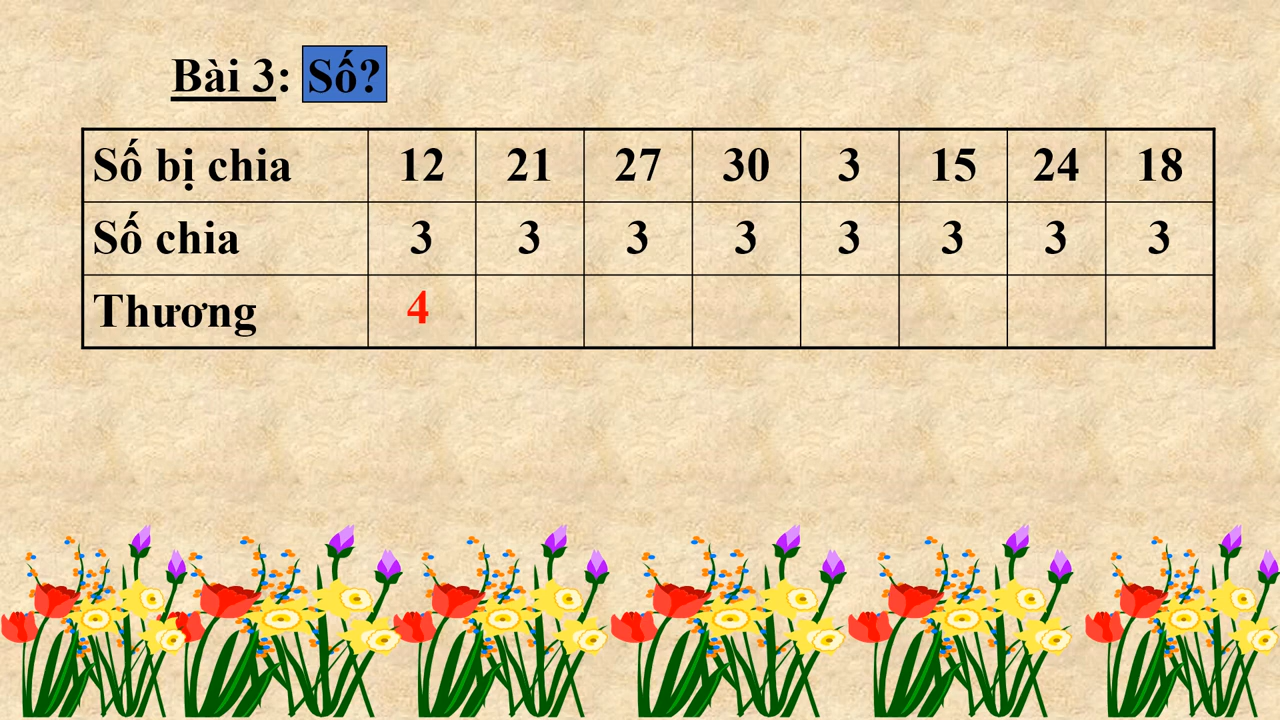 Bài 3: Số?
Số bị chia 12 21 27 30 3 15 24 18
Số chia 3 3 3 3 3 3 3 3
Thương 4